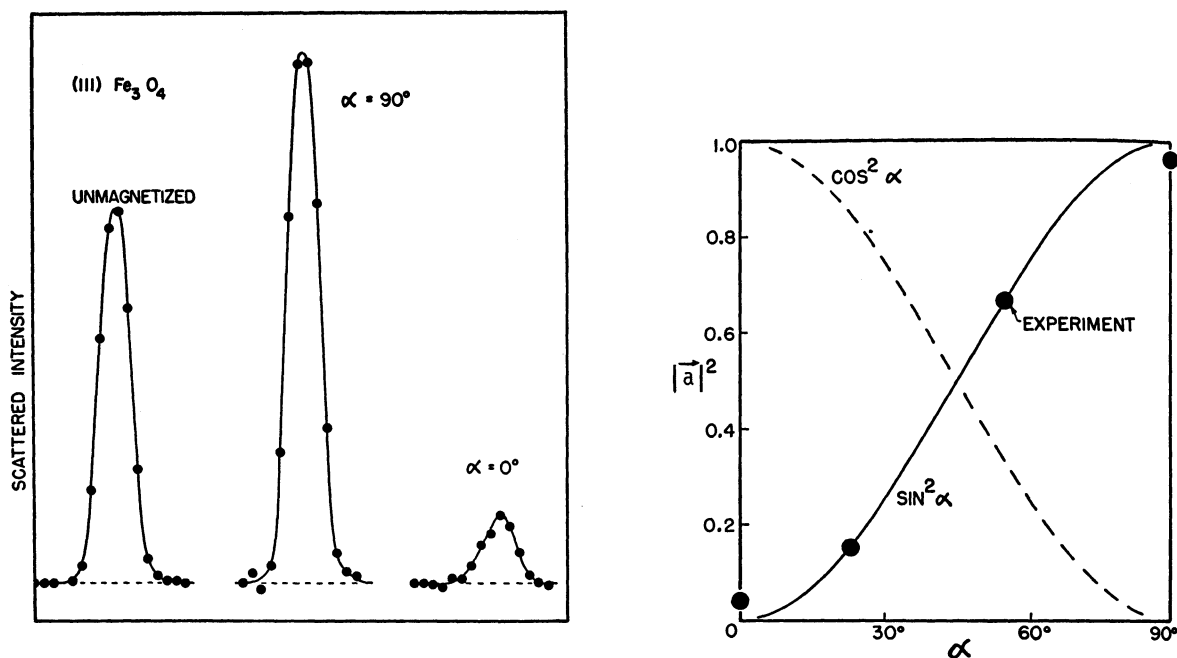 (III) Fe3 O4
α = 90°
UNMAGNETIZED
α = 0°
SCATTERED INTENSITY
1.0
COS² α
0.8
EXPERIMENT
0.6
|a⃗|²
0.4
SIN² α
0.2
0
30°
60°
90°
α